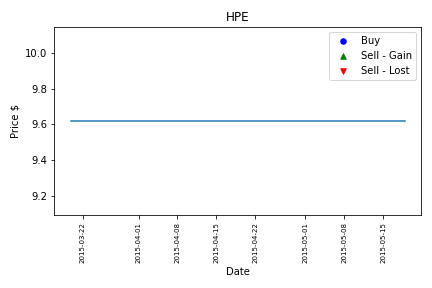 HPE
Buy
Sell - Gain
Sell - Lost
Price $
10.0
9.8
9.6
9.4
9.2
2015-03-22
2015-04-01
2015-04-08
2015-04-15
2015-04-22
2015-05-01
2015-05-08
2015-05-15
Date